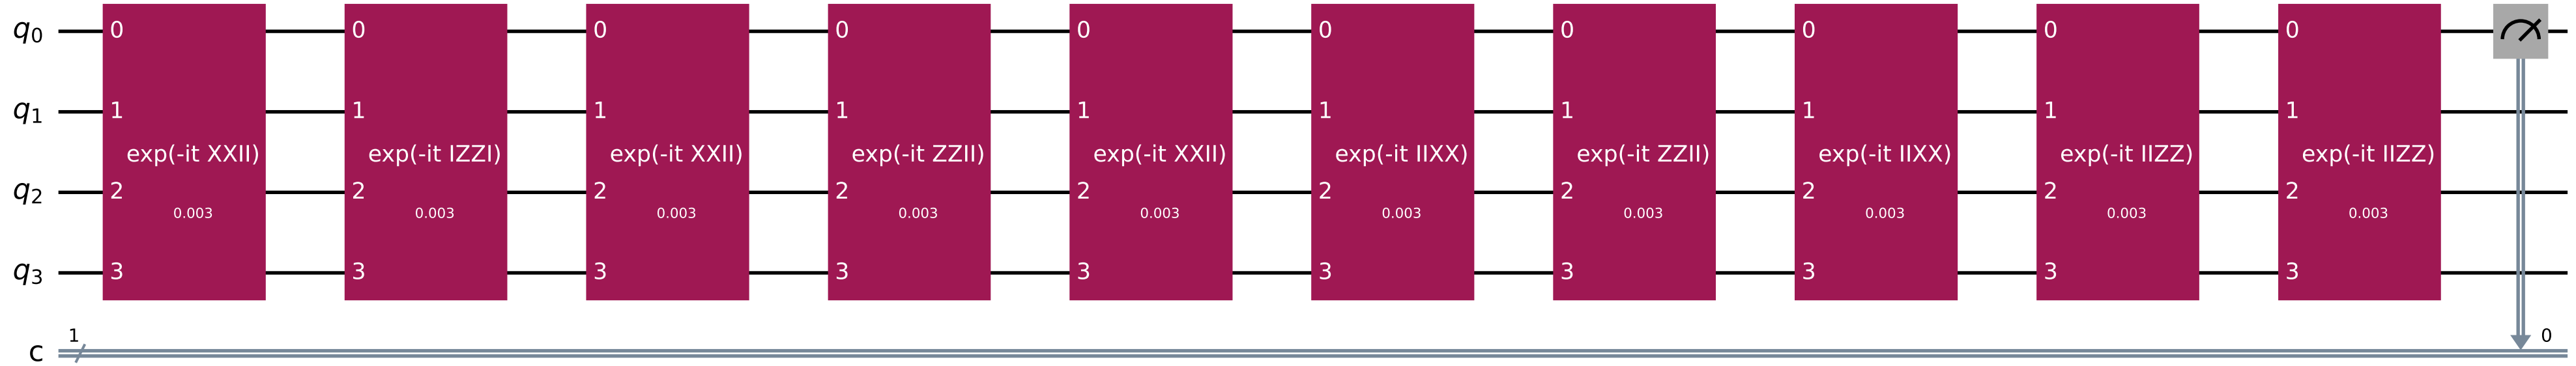 q0 0 0 0 0 0 0 0 0 0 0
q1 1 1 1 1 1 1 1 1 1 1
exp(-it XXII) exp(-it IZZI) exp(-it XXII) exp(-it ZZII) exp(-it XXII) exp(-it IIXX) exp(-it ZZII) exp(-it IIXX) exp(-it IIZZ) exp(-it IIZZ)
q2 2 2 2 2 2 2 2 2 2 2
0.003 0.003 0.003 0.003 0.003 0.003 0.003 0.003 0.003 0.003
q3 3 3 3 3 3 3 3 3 3 3
1 0
c